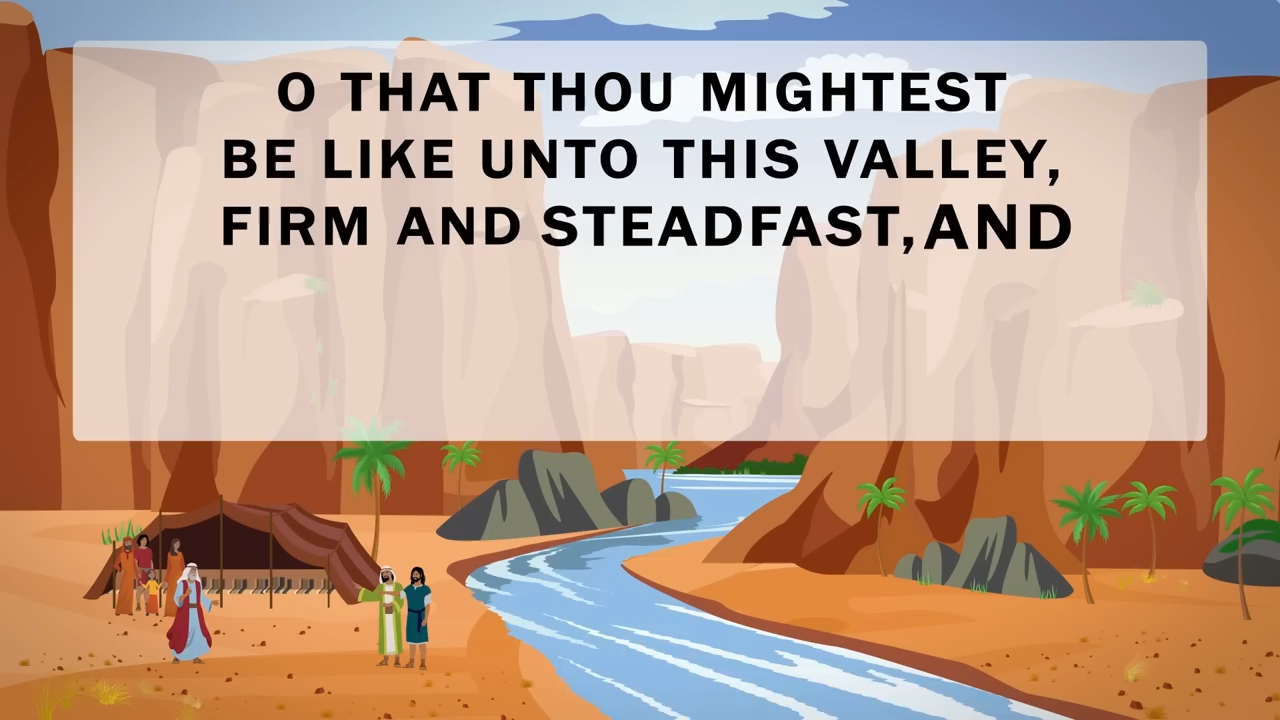 O THAT THOU MIGHTEST
BE LIKE UNTO THIS VALLEY,
FIRM AND STEADFAST, AND